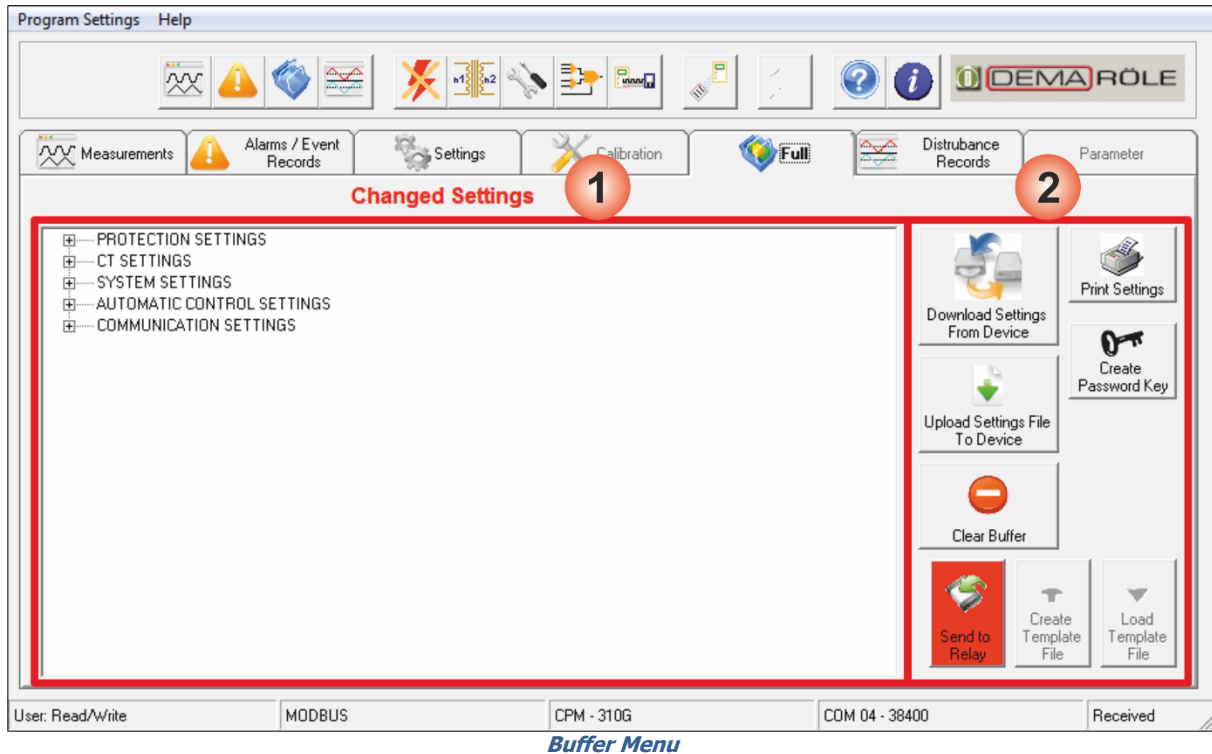 Program Settings Help
h1 h2
DEMA RÖLE
Measurements
Alarms / Event
Records
Settings
Calibration
Full
Distrubance
Records
Parameter
Changed Settings
1
2
PROTECTION SETTINGS
CT SETTINGS
SYSTEM SETTINGS
AUTOMATIC CONTROL SETTINGS
COMMUNICATION SETTINGS
Download Settings
From Device
Print Settings
Create
Password Key
Upload Settings File
To Device
Clear Buffer
Send to
Relay
Create
Template
File
Load
Template
File
User: Read/Write
MODBUS
CPM - 310G
COM 04 - 38400
Received
Buffer Menu